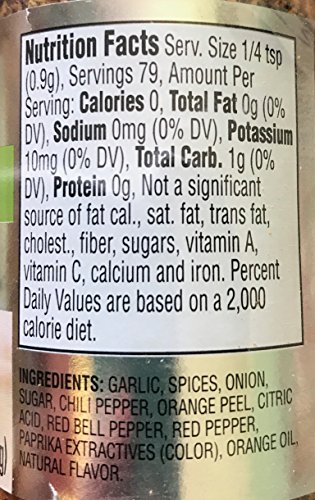 Nutrition Facts Serv. Size 1/4 tsp
(0.9g), Servings 79, Amount Per
Serving: Calories 0, Total Fat 0g (0%
DV), Sodium 0mg (0% DV), Potassium
10mg (0% DV), Total Carb. 1g (0%
DV), Protein 0g, Not a significant
source of fat cal., sat. fat, trans fat,
cholest., fiber, sugars, vitamin A,
vitamin C, calcium and iron. Percent
Daily Values are based on a 2,000
calorie diet.
INGREDIENTS: GARLIC, SPICES, ONION,
SUGAR, CHILI PEPPER, ORANGE PEEL, CITRIC
ACID, RED BELL PEPPER, RED PEPPER,
PAPRIKA EXTRACTIVES (COLOR), ORANGE OIL,
NATURAL FLAVOR.